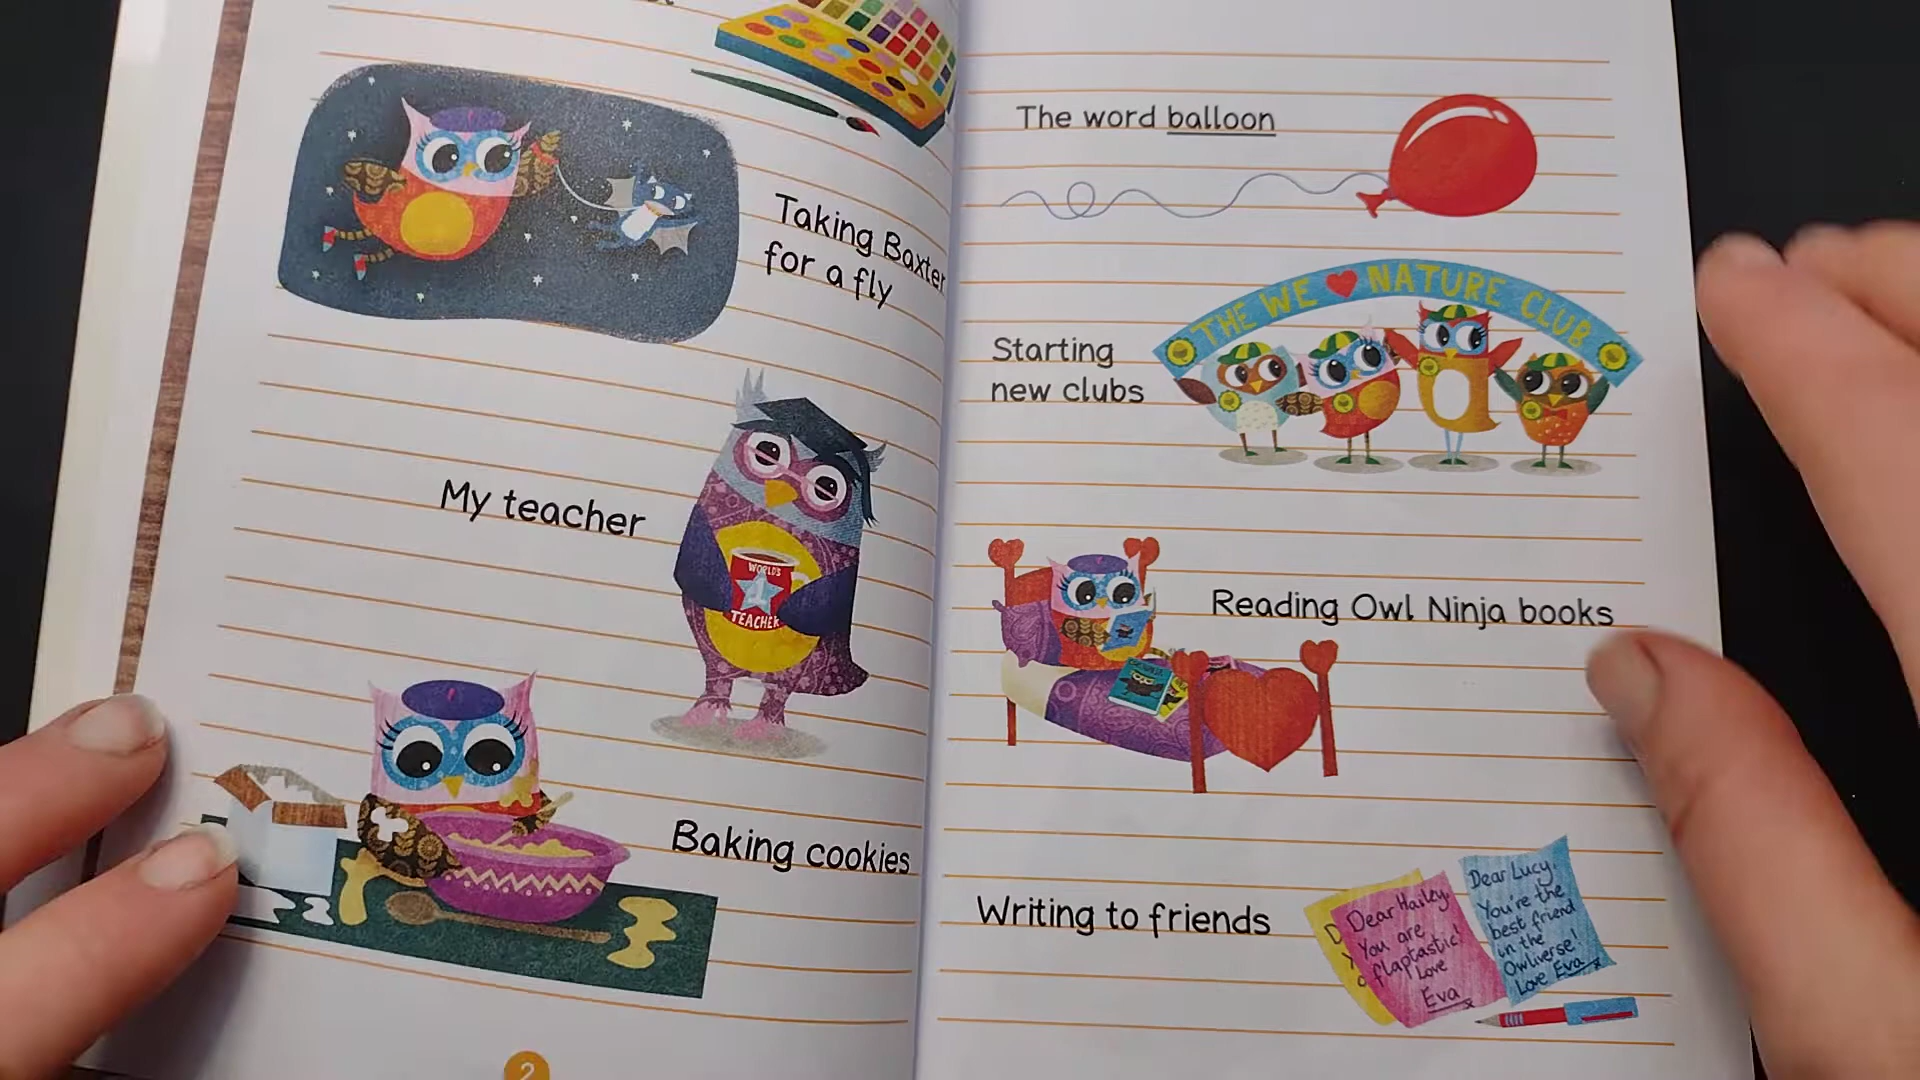 Taking Baxter
for a fly
My teacher
WORLD'S
1
TEACHER
Baking cookies
2
The word balloon
THE WE ♥ NATURE CLUB
Starting
new clubs
Reading Owl Ninja books
Writing to friends
Dear Hailey,
You are
flaptastic!
Love
Eva
Dear Lucy,
You're the
best friend
in the
Owliverse!
Love Eva x